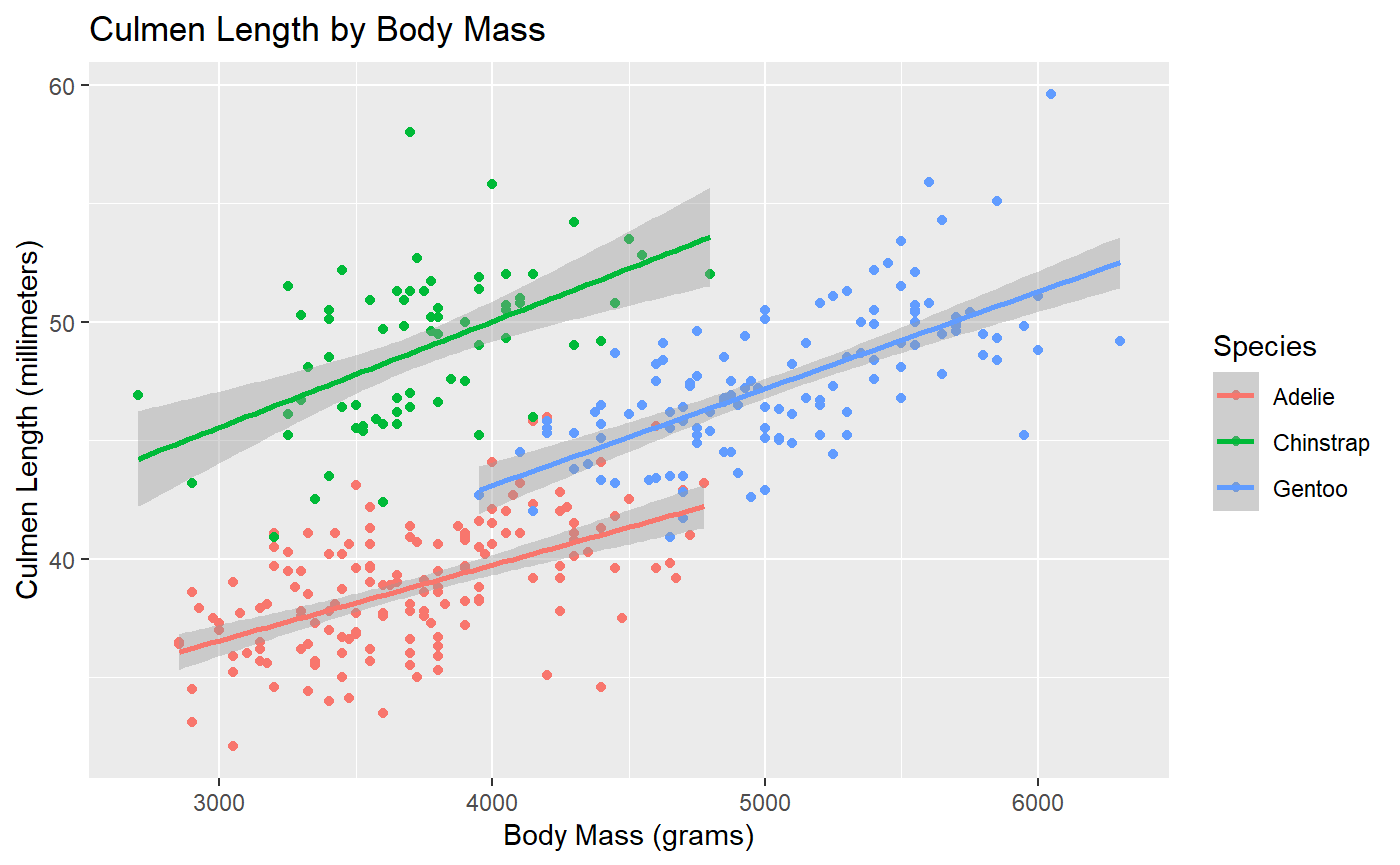 Culmen Length by Body Mass
Culmen Length (millimeters)
60
50
40
3000 4000 5000 6000
Body Mass (grams)
Species
Adelie
Chinstrap
Gentoo